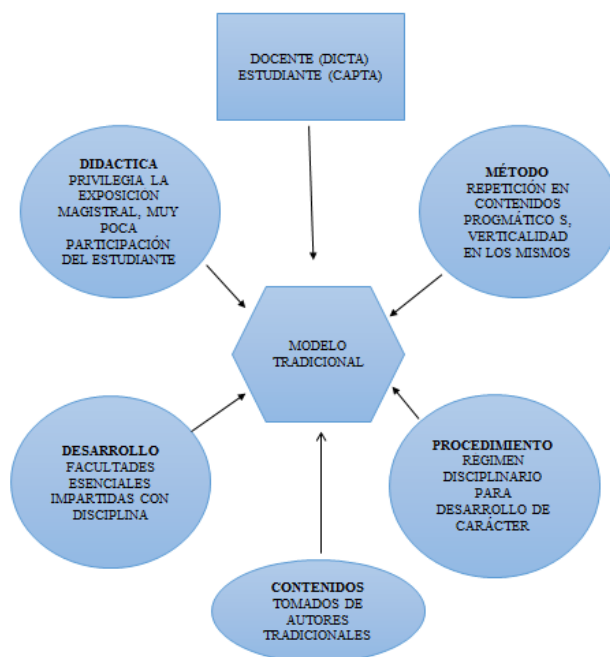 DOCENTE (DICTA)
ESTUDIANTE (CAPTA)
DIDACTICA
PRIVILEGIA LA
EXPOSICION
MAGISTRAL, MUY
POCA
PARTICIPACIÓN
DEL ESTUDIANTE
MÉTODO
REPETICIÓN EN
CONTENIDOS
PROGMÁTICO S,
VERTICALIDAD
EN LOS MISMOS
MODELO
TRADICIONAL
DESARROLLO
FACULTADES
ESENCIALES
IMPARTIDAS CON
DISCIPLINA
PROCEDIMIENTO
REGIMEN
DISCIPLINARIO
PARA
DESARROLLO DE
CARÁCTER
CONTENIDOS
TOMADOS DE
AUTORES
TRADICIONALES